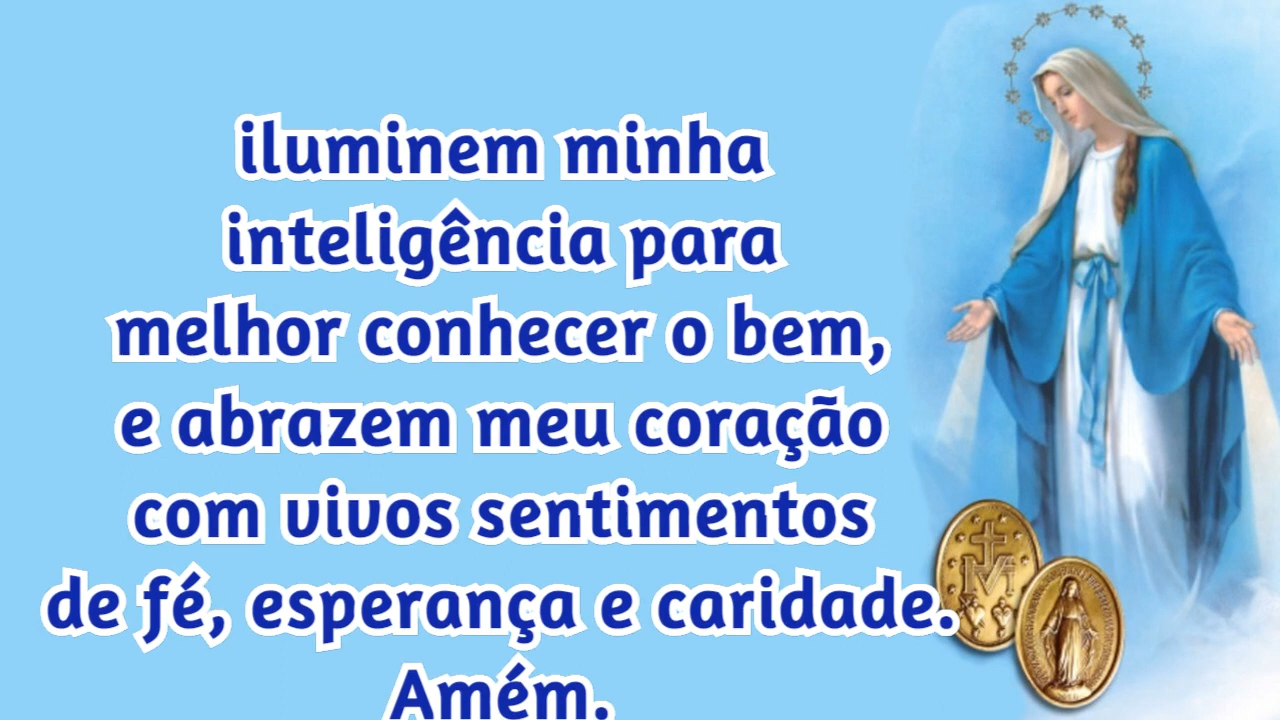 iluminem minha
inteligência para
melhor conhecer o bem,
e abrazem meu coração
com vivos sentimentos
de fé, esperança e caridade.
Amém.